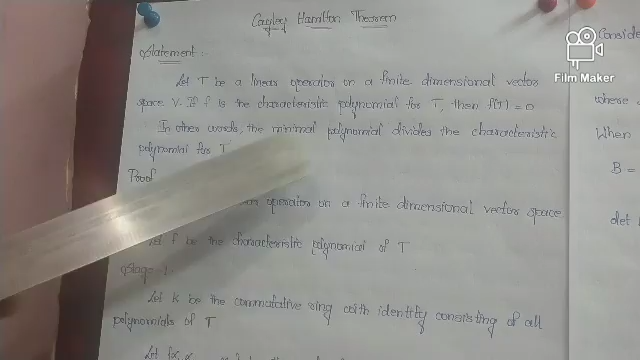 Cayley Hamilton Theorem
Statement :-
Let T be a linear operator on a finite dimensional vector
space V. If f is the characteristic polynomial for T, then f(T) = 0
In other words, the minimal polynomial divides the characteristic
polynomial for T
Proof
operator on a finite dimensional vector space
Let f be the characteristic polynomial of T
Stage - 1
Let K be the commutative ring with identity consisting of all
polynomials of T
Let
Conside
where
When
B =
det
Film Maker